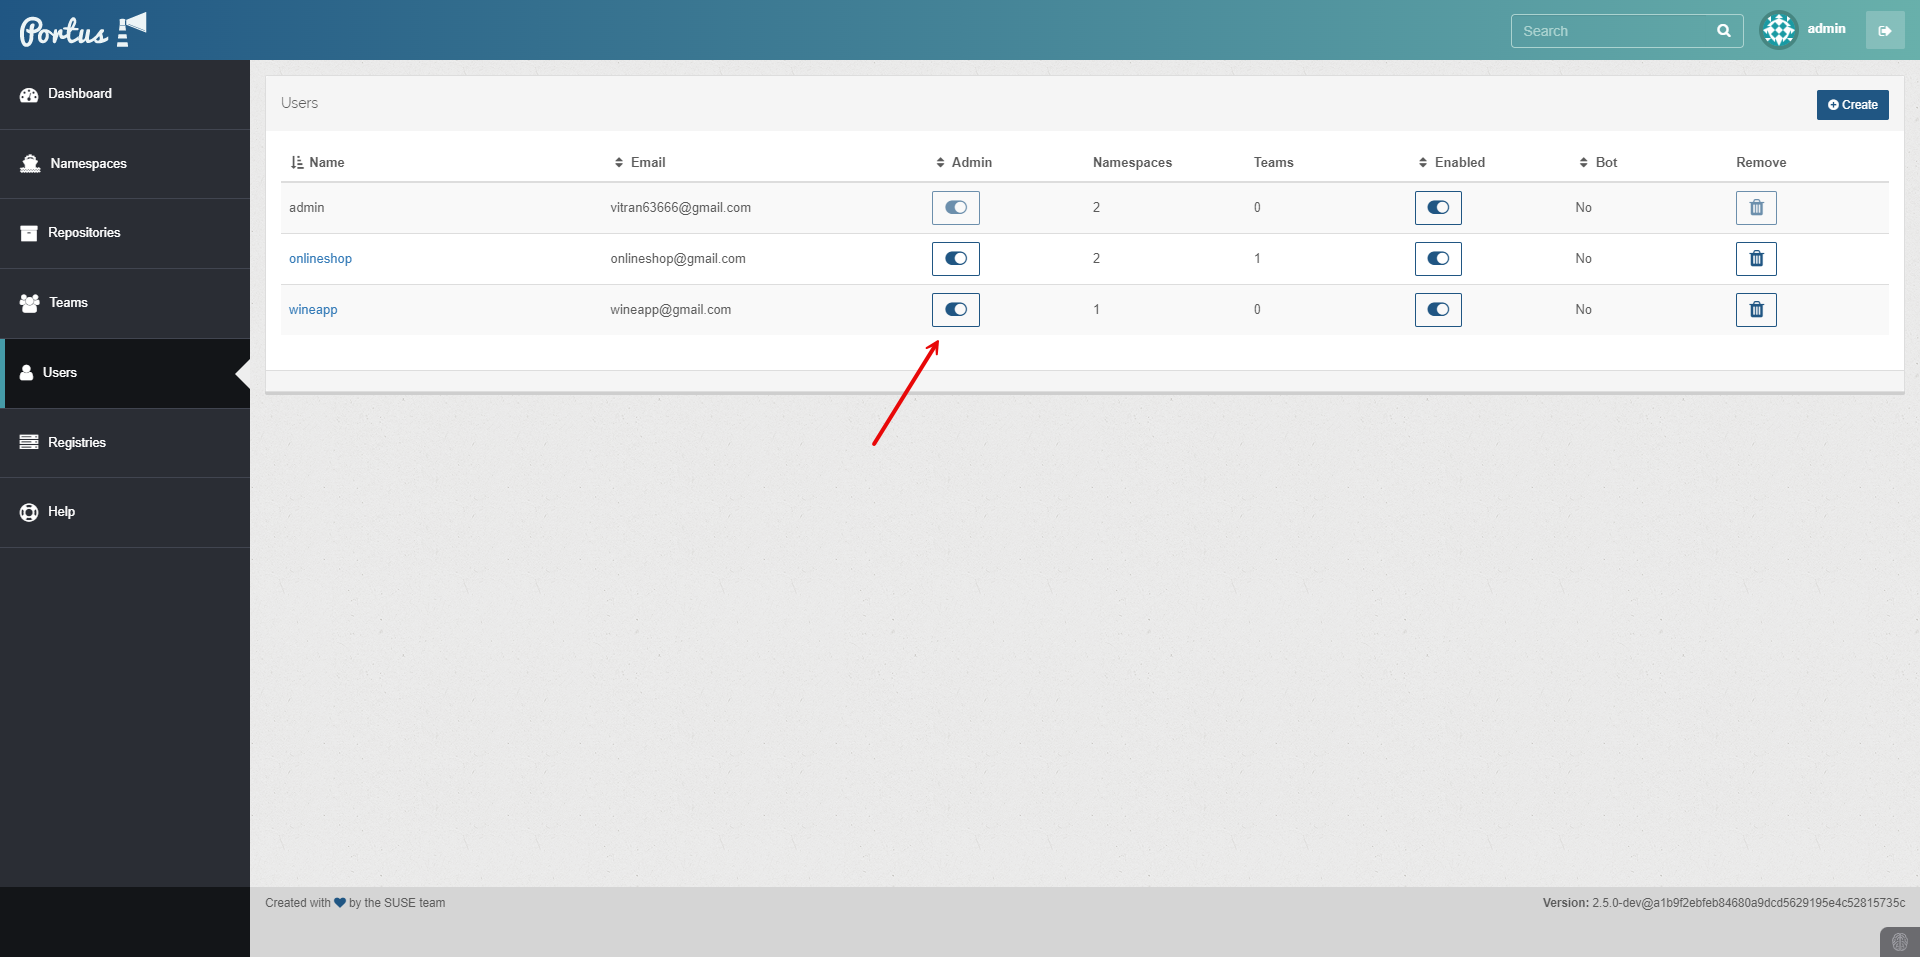 Portus
Search
admin
Dashboard
Namespaces
Repositories
Teams
Users
Registries
Help
Users
Create
Name Email Admin Namespaces Teams Enabled Bot Remove
admin vitran63666@gmail.com 2 0 No
onlineshop onlineshop@gmail.com 2 1 No
wineapp wineapp@gmail.com 1 0 No
Created with by the SUSE team
Version: 2.5.0-dev@a1b9f2ebfeb84680a9dcd5629195e4c52815735c